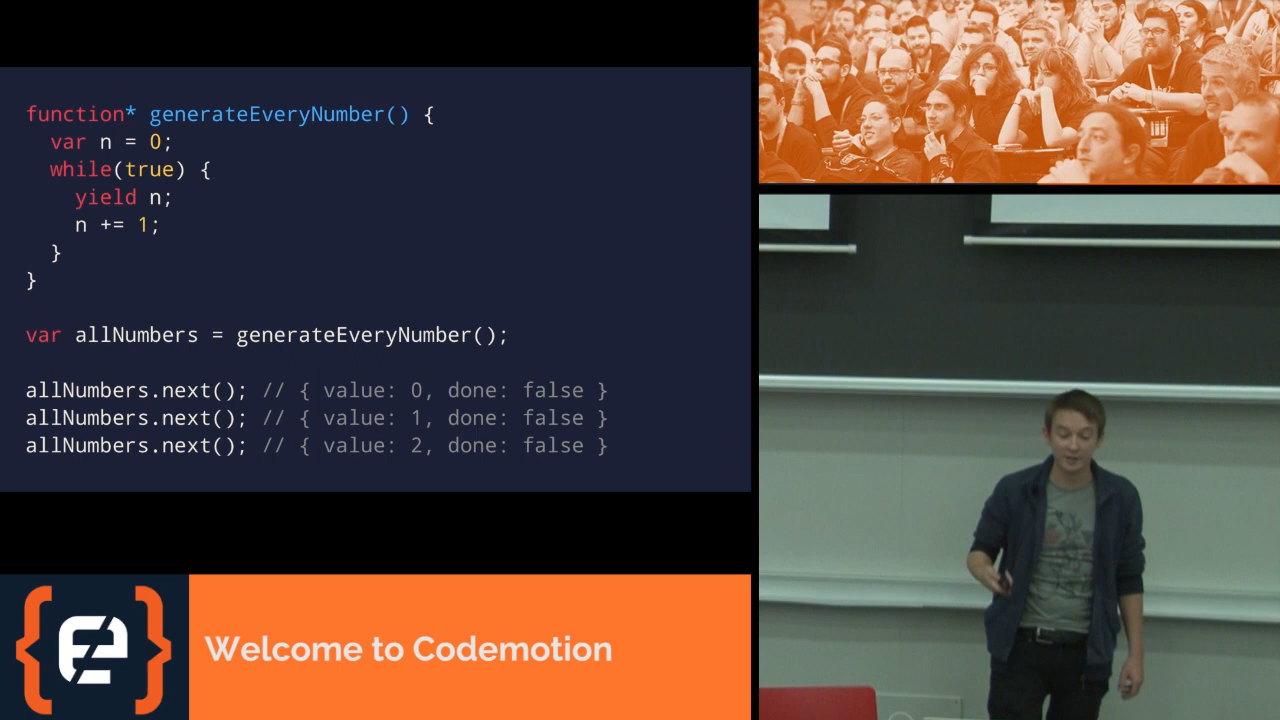 function* generateEveryNumber() {
  var n = 0;
  while(true) {
    yield n;
    n += 1;
  }
}
var allNumbers = generateEveryNumber();
allNumbers.next(); // { value: 0, done: false }
allNumbers.next(); // { value: 1, done: false }
allNumbers.next(); // { value: 2, done: false }
Welcome to Codemotion